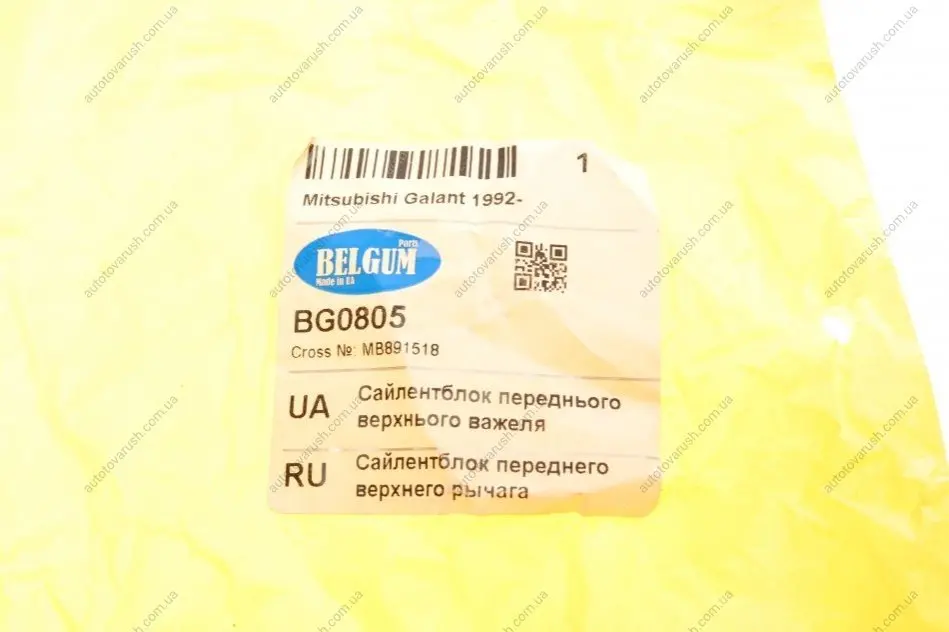 1
Mitsubishi Galant 1992-
Parts
BELGUM
Made in UA
BG0805
Cross №: MB891518
UA
Сайлентблок переднього
верхнього важеля
RU
Сайлентблок переднего
верхнего рычага
autotovarush.com.ua